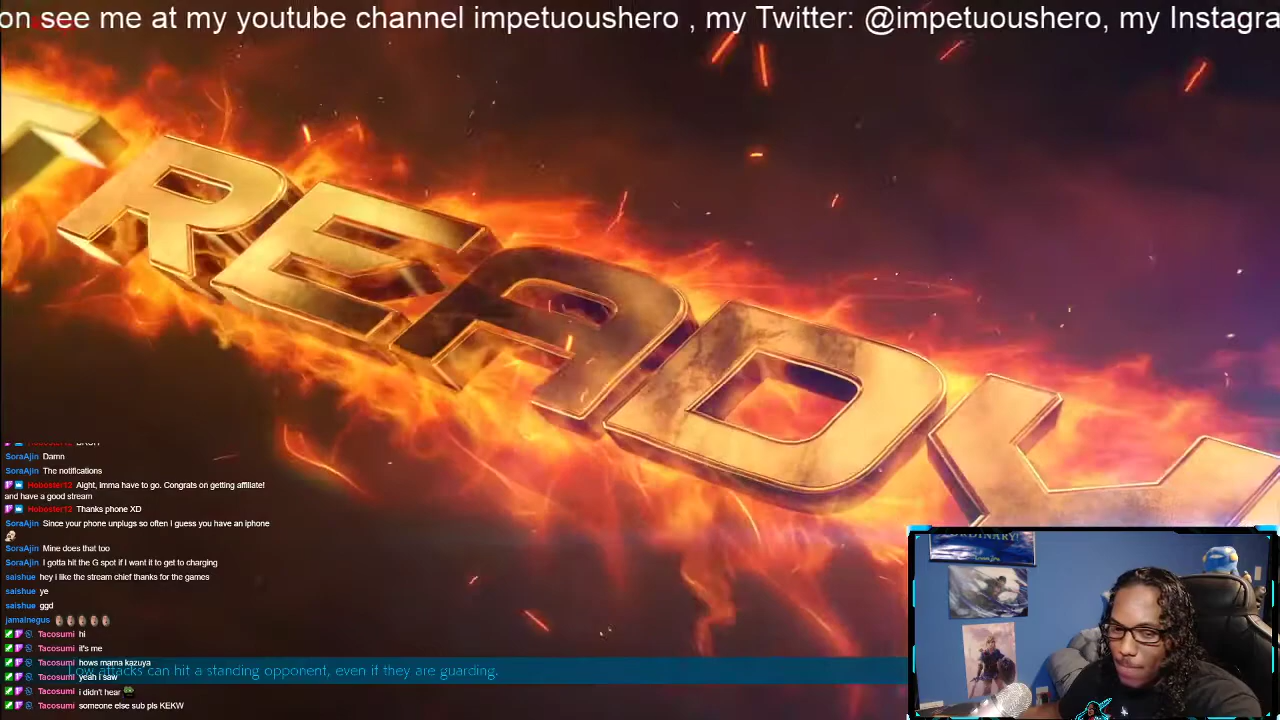 on see me at my youtube channel impetuoushero , my Twitter: @impetuoushero, my Instagra
READY
Hoboster12
SoraAjin Damn
SoraAjin The notifications
Hoboster12 Aight, imma have to go. Congrats on getting affiliate!
and have a good stream
Hoboster12 Thanks phone XD
SoraAjin Since your phone unplugs so often I guess you have an iphone
SoraAjin Mine does that too
SoraAjin I gotta hit the G spot if I want it to get to charging
saishue hey i like the stream chief thanks for the games
saishue ye
saishue ggd
jamalnegus
Tacosumi hi
Tacosumi it's me
Tacosumi hows mama kazuya
Low attacks can hit a standing opponent, even if they are guarding.
Tacosumi yeah i saw
Tacosumi i didn't hear
Tacosumi someone else sub pls KEKW
ORDINARY!